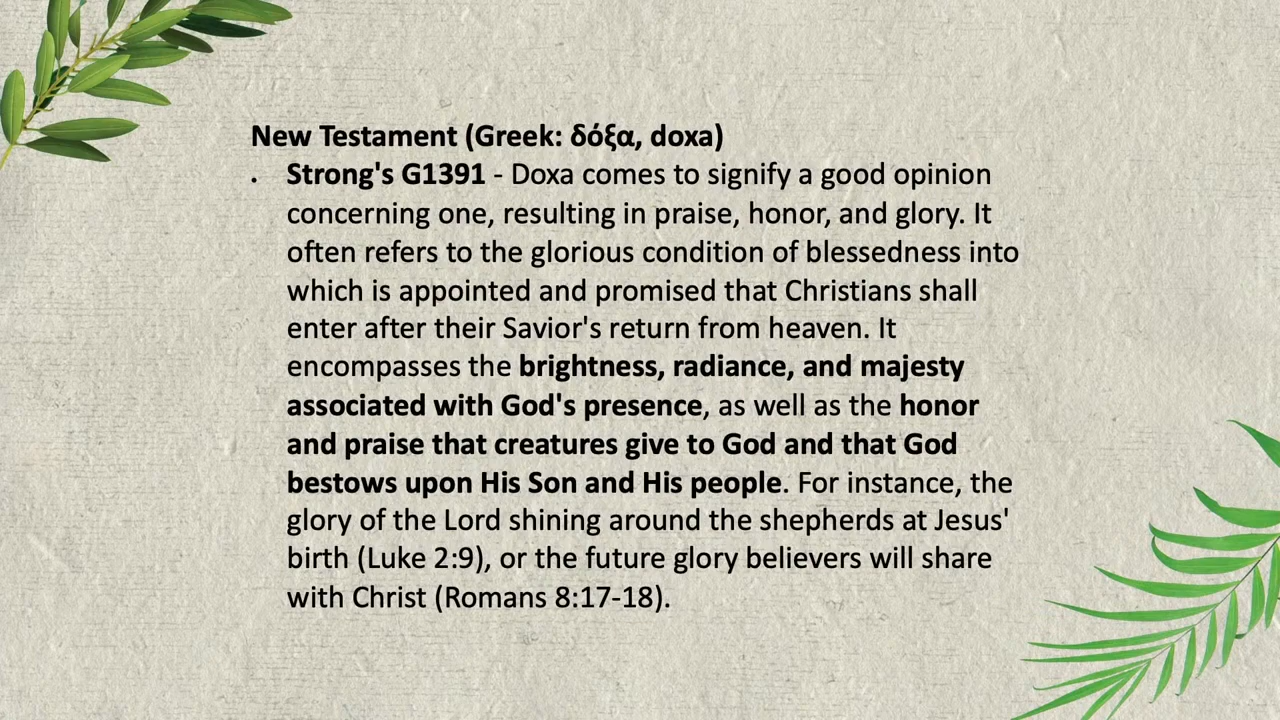 New Testament (Greek: δόξα, doxa)
• Strong's G1391 - Doxa comes to signify a good opinion
concerning one, resulting in praise, honor, and glory. It
often refers to the glorious condition of blessedness into
which is appointed and promised that Christians shall
enter after their Savior's return from heaven. It
encompasses the brightness, radiance, and majesty
associated with God's presence, as well as the honor
and praise that creatures give to God and that God
bestows upon His Son and His people. For instance, the
glory of the Lord shining around the shepherds at Jesus'
birth (Luke 2:9), or the future glory believers will share
with Christ (Romans 8:17-18).